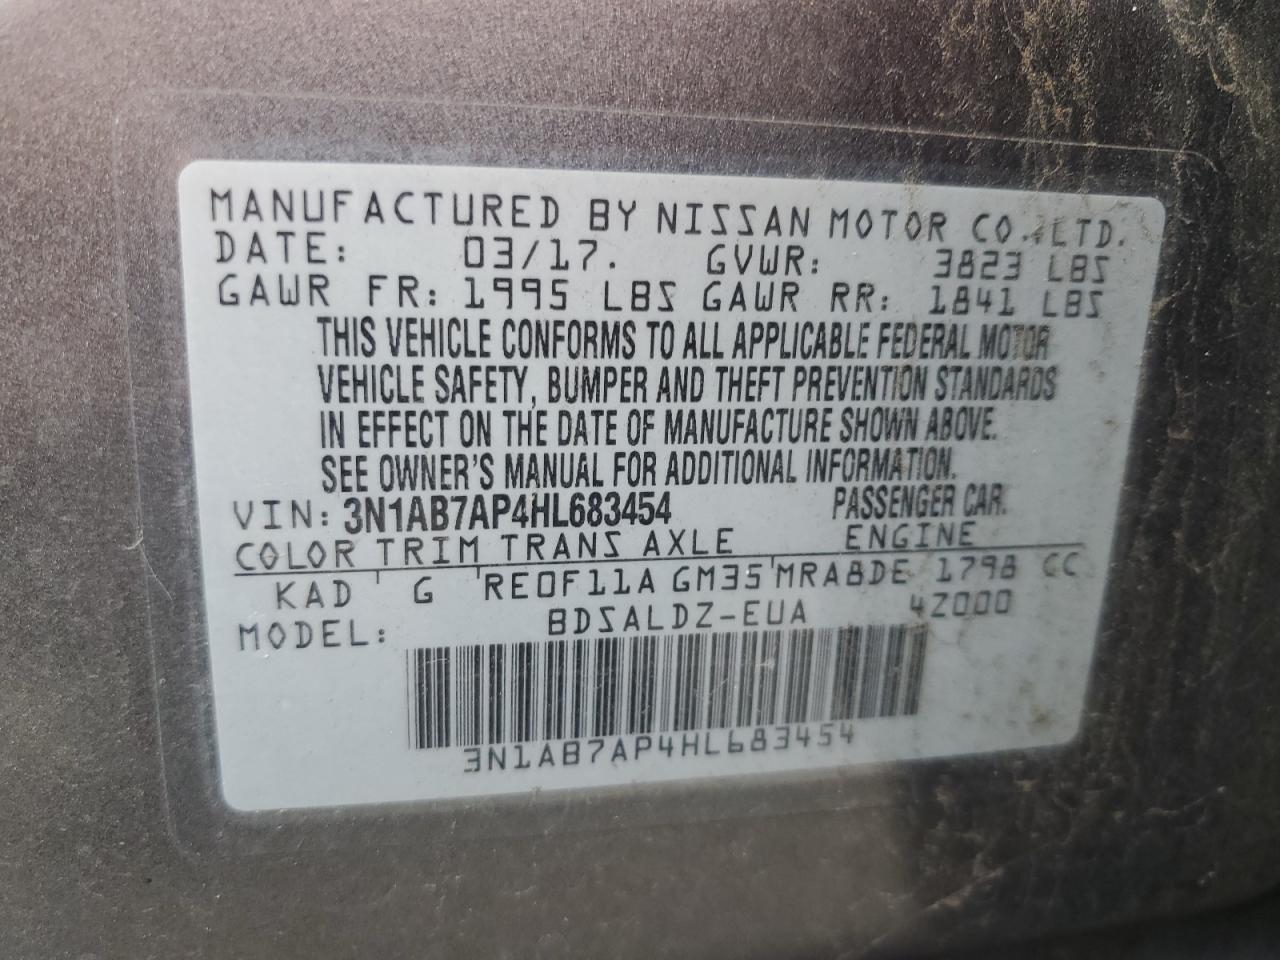 MANUFACTURED BY NISSAN MOTOR CO.,LTD.
DATE: 03/17. GVWR: 3823 LBS
GAWR FR: 1995 LBS GAWR RR: 1841 LBS
THIS VEHICLE CONFORMS TO ALL APPLICABLE FEDERAL MOTOR
VEHICLE SAFETY, BUMPER AND THEFT PREVENTION STANDARDS
IN EFFECT ON THE DATE OF MANUFACTURE SHOWN ABOVE.
SEE OWNER'S MANUAL FOR ADDITIONAL INFORMATION.
VIN: 3N1AB7AP4HL683454 PASSENGER CAR.
COLOR TRIM TRANS AXLE ENGINE
KAD G RE0F11A GM35 MRA8DE 1798 CC
MODEL: BDSALDZ-EUA 4Z000
3N1AB7AP4HL683454